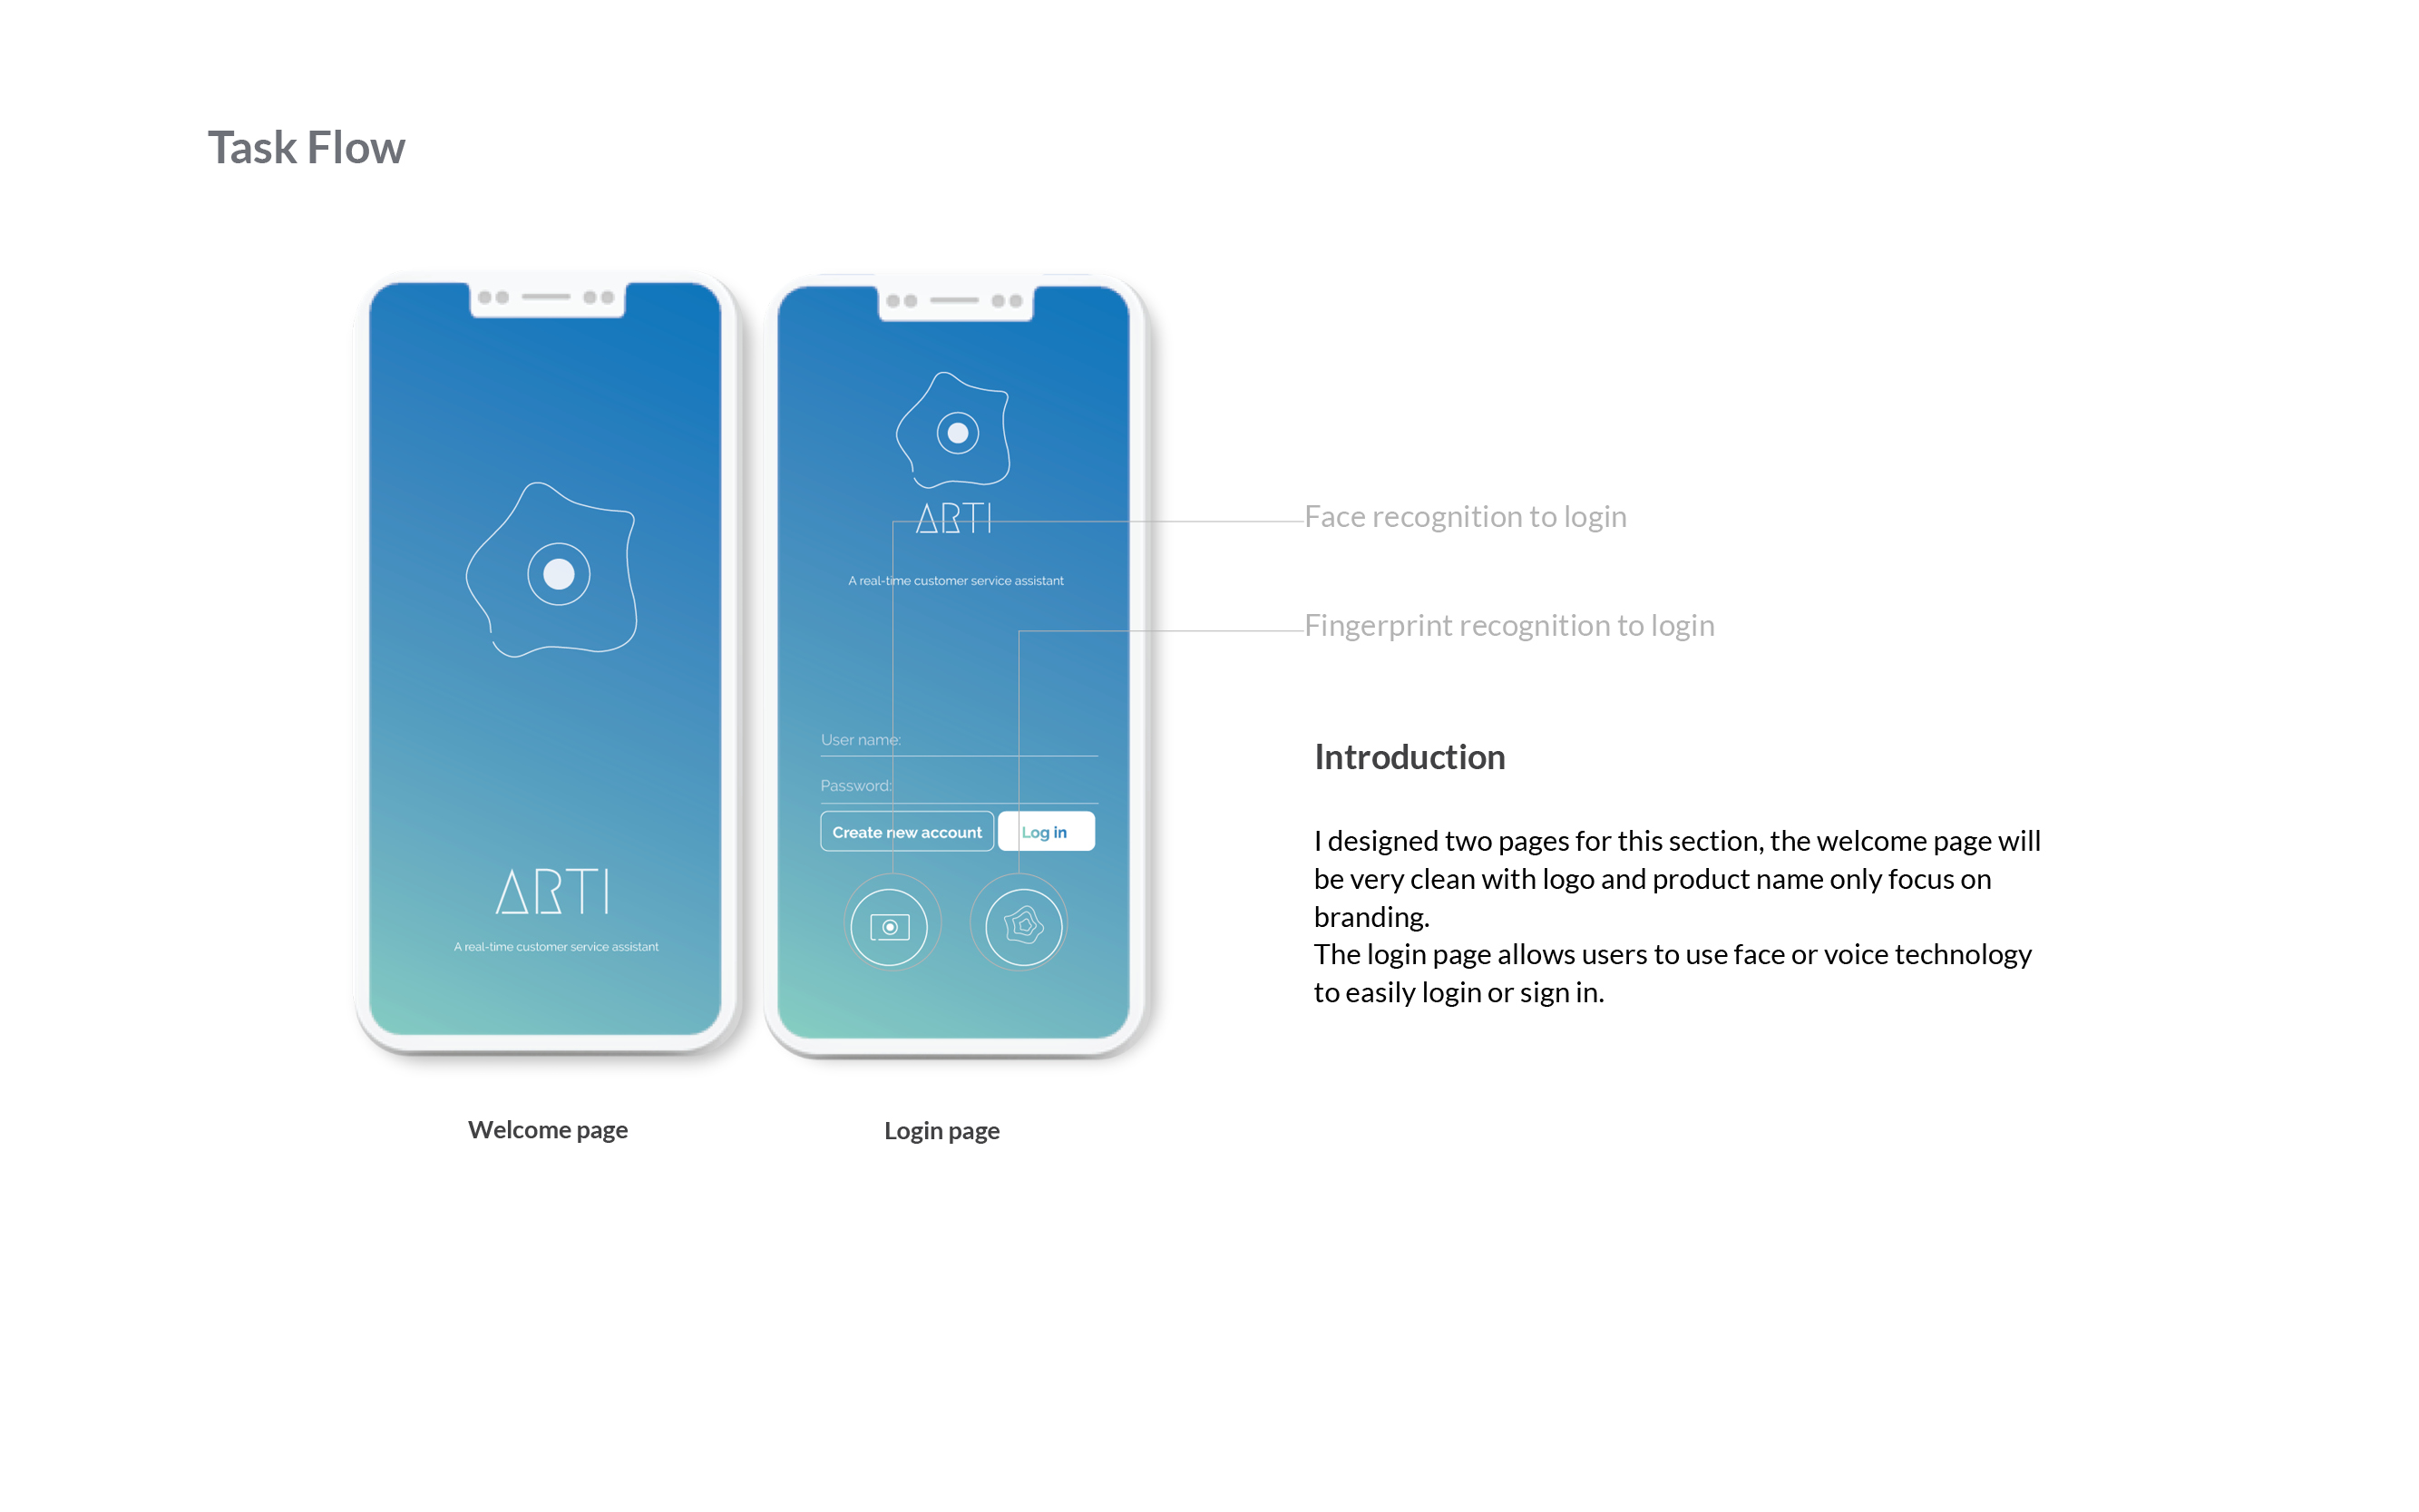 Task Flow
ARTI
A real-time customer service assistant
Welcome page
ARTI
A real-time customer service assistant
User name:
Password:
Create new account
Log in
Login page
Face recognition to login
Fingerprint recognition to login
Introduction
I designed two pages for this section, the welcome page will
be very clean with logo and product name only focus on
branding.
The login page allows users to use face or voice technology
to easily login or sign in.